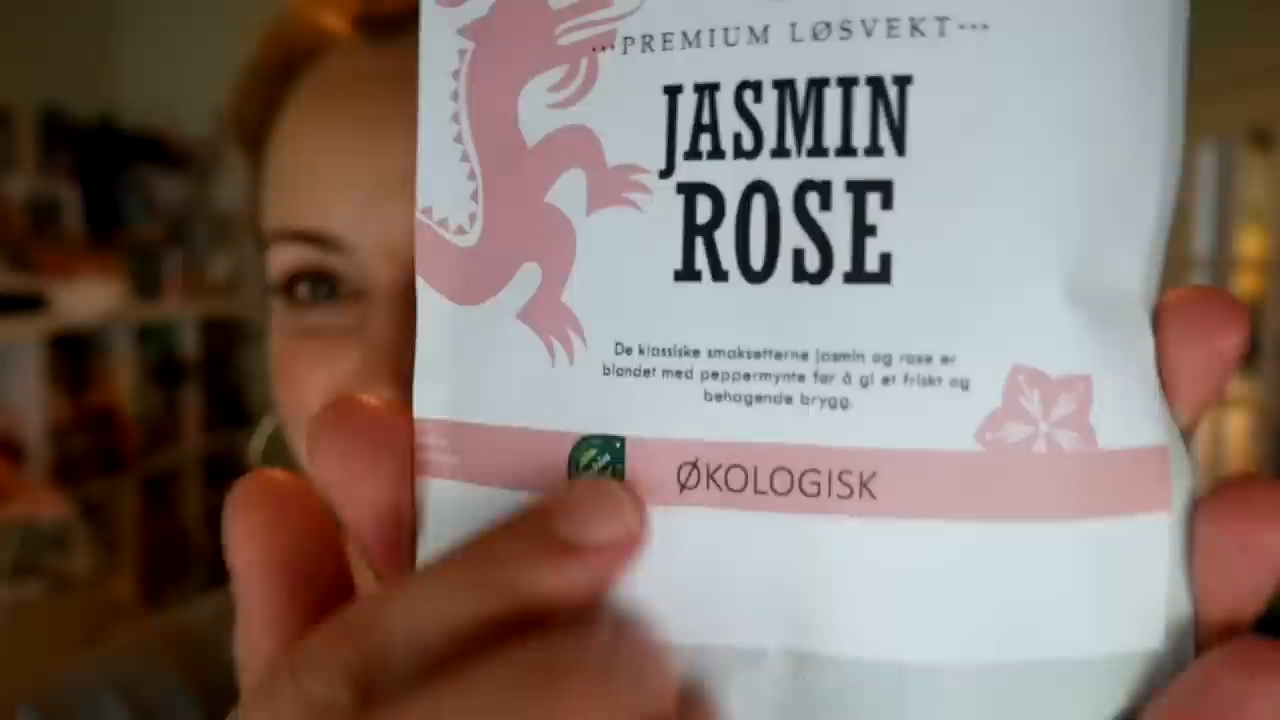 PREMIUM LØSVEKT
JASMIN
ROSE
De klassiske smaksetterne jasmin og rose er
blandet med peppermynte for å gi et friskt og
behagende brygg.
ØKOLOGISK